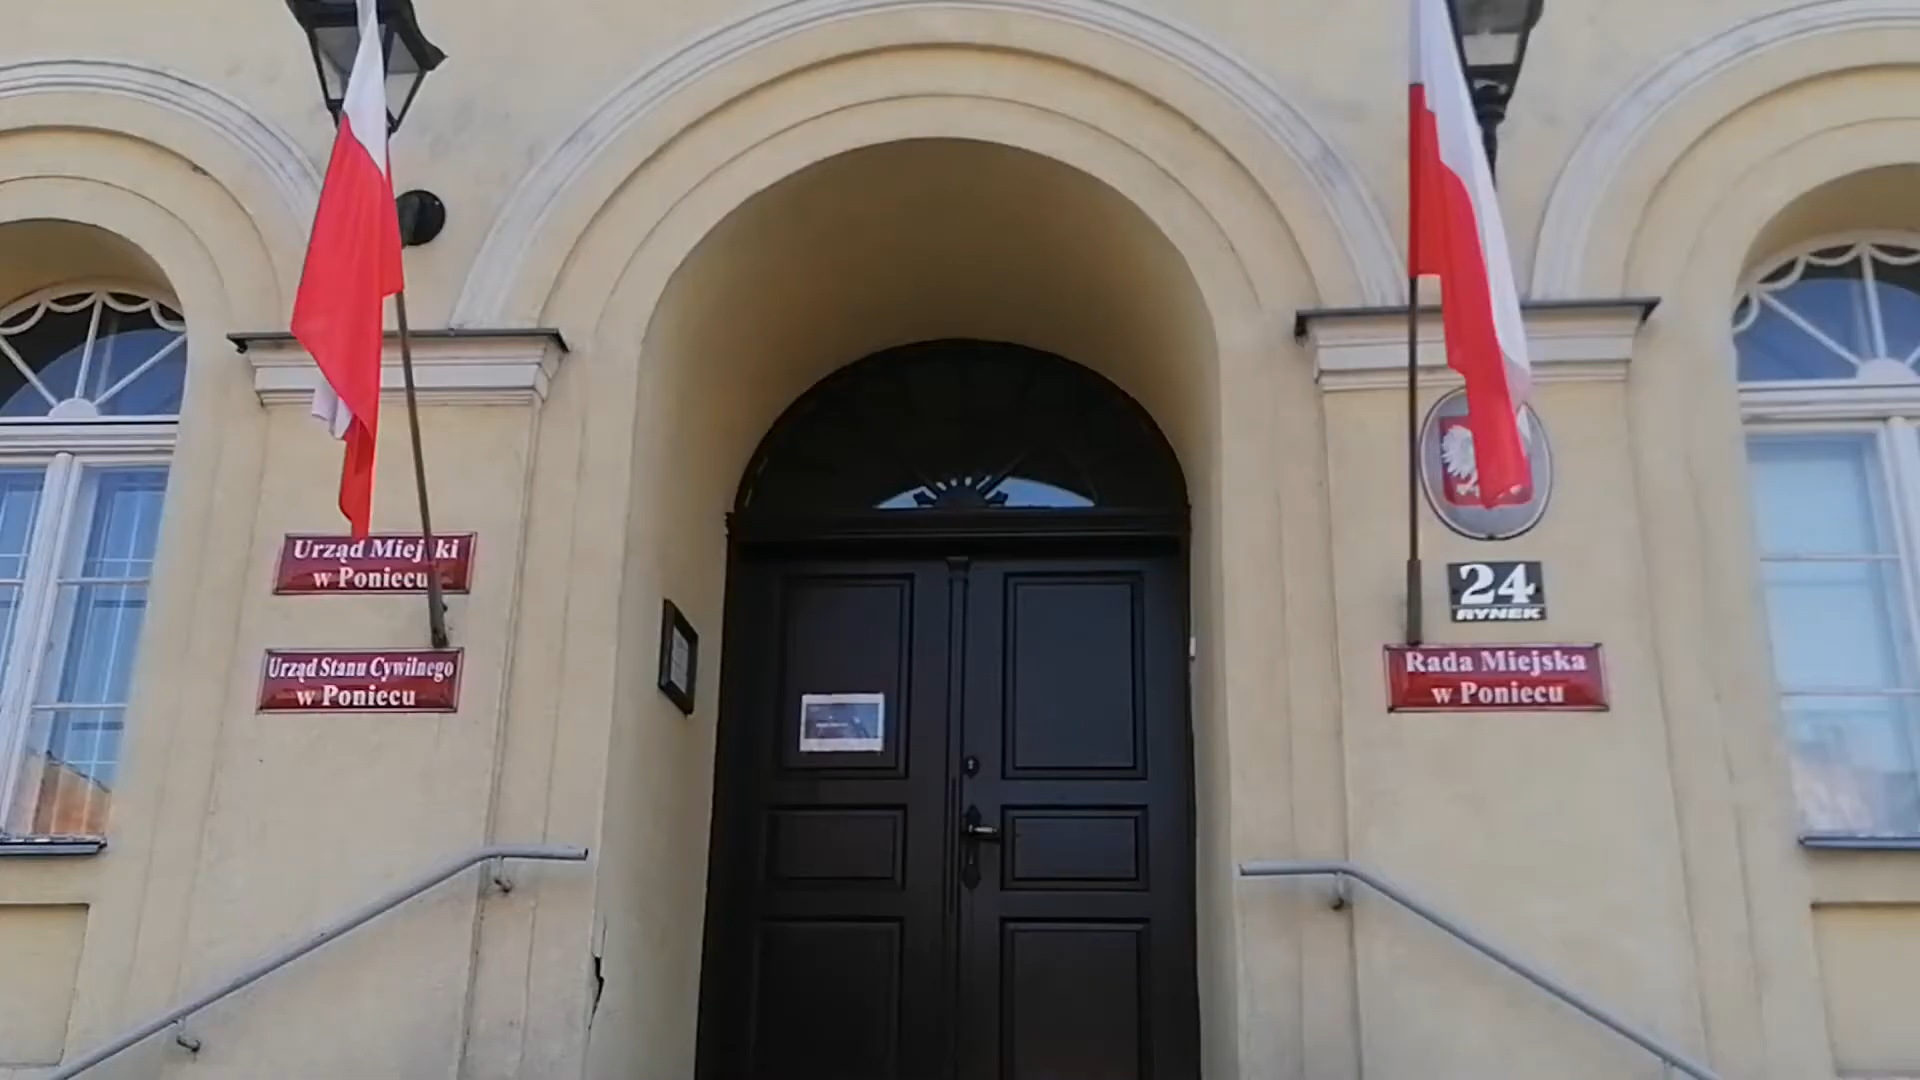 Urząd Miejski
w Poniecu
Urząd Stanu Cywilnego
w Poniecu
24
RYNEK
Rada Miejska
w Poniecu